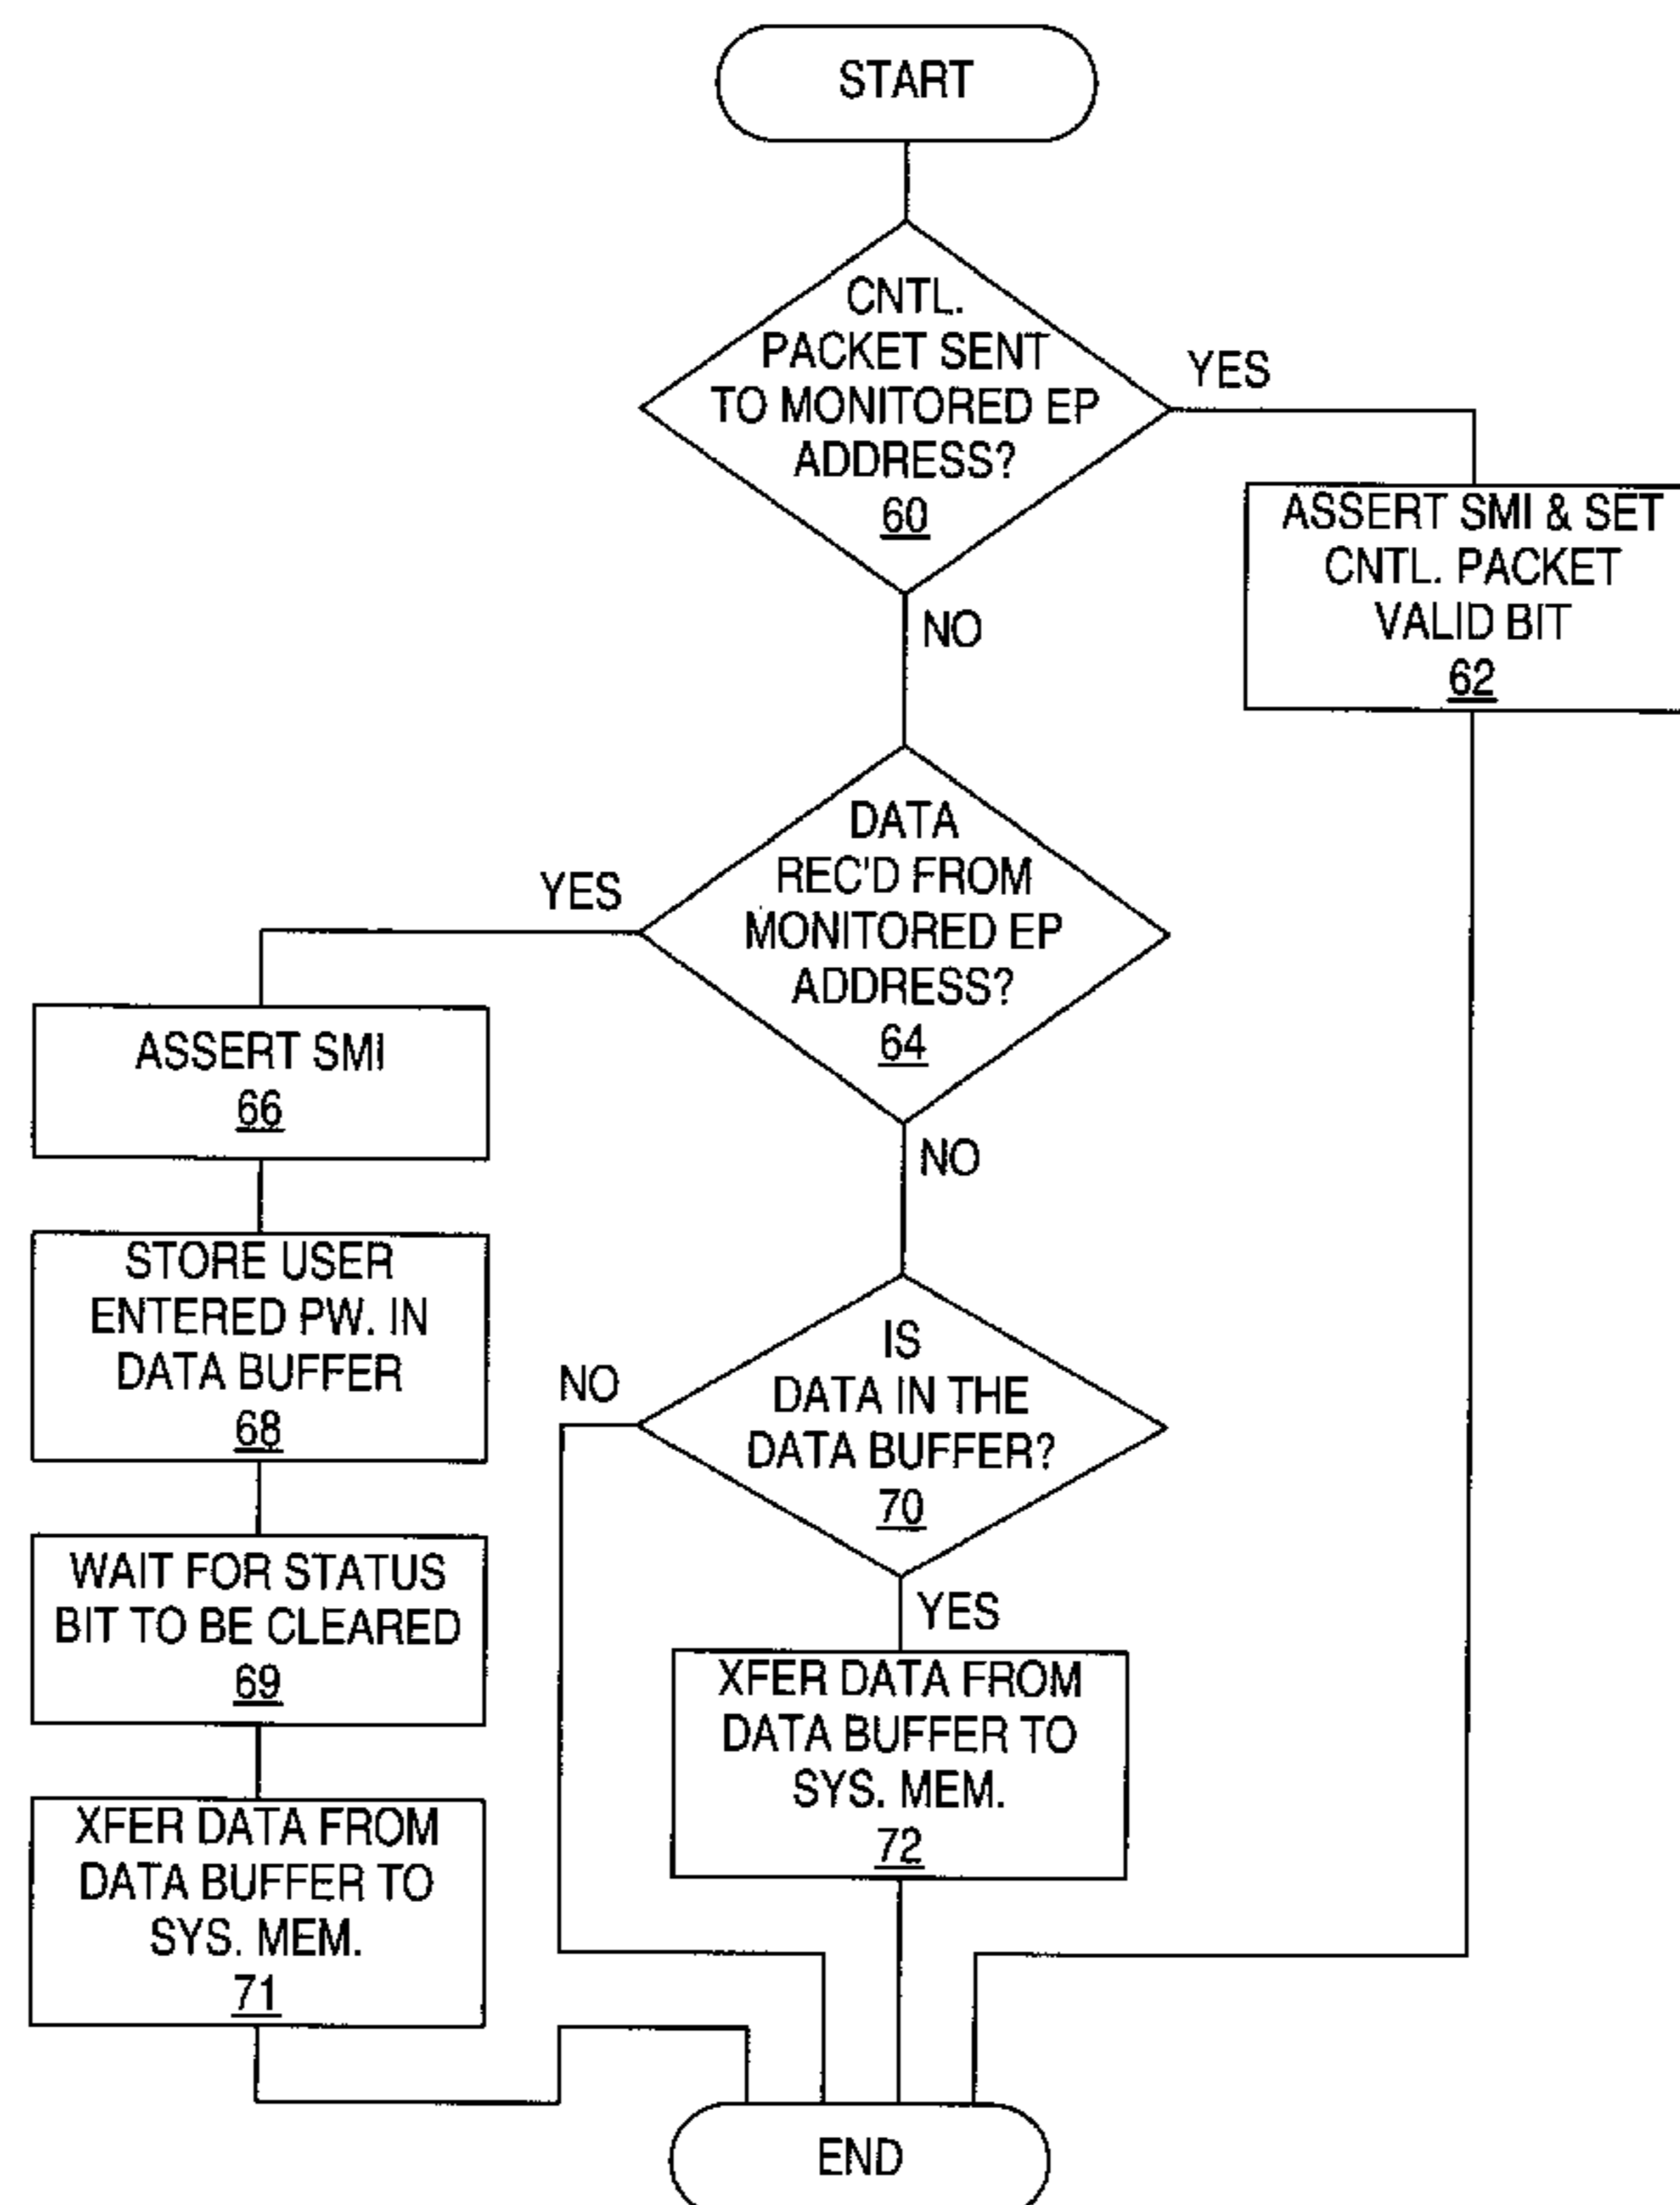 START
CNTL.
PACKET SENT
TO MONITORED EP
ADDRESS?
60
YES
ASSERT SMI & SET
CNTL. PACKET
VALID BIT
62
NO
DATA
REC'D FROM
MONITORED EP
ADDRESS?
64
YES
ASSERT SMI
66
STORE USER
ENTERED PW. IN
DATA BUFFER
68
WAIT FOR STATUS
BIT TO BE CLEARED
69
XFER DATA FROM
DATA BUFFER TO
SYS. MEM.
71
NO
IS
DATA IN THE
DATA BUFFER?
70
NO
YES
XFER DATA FROM
DATA BUFFER TO
SYS. MEM.
72
END